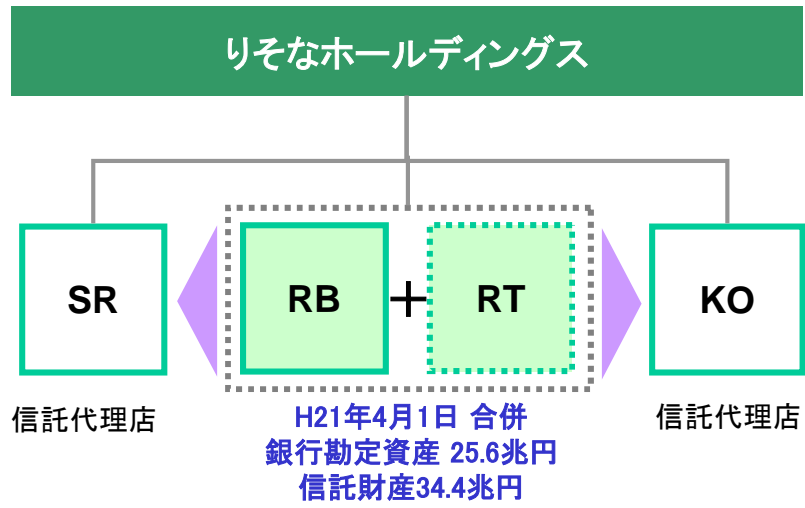 りそなホールディングス
SR
RB
+
RT
KO
信託代理店
H21年4月1日 合併
銀行勘定資産 25.6兆円
信託財産34.4兆円
信託代理店